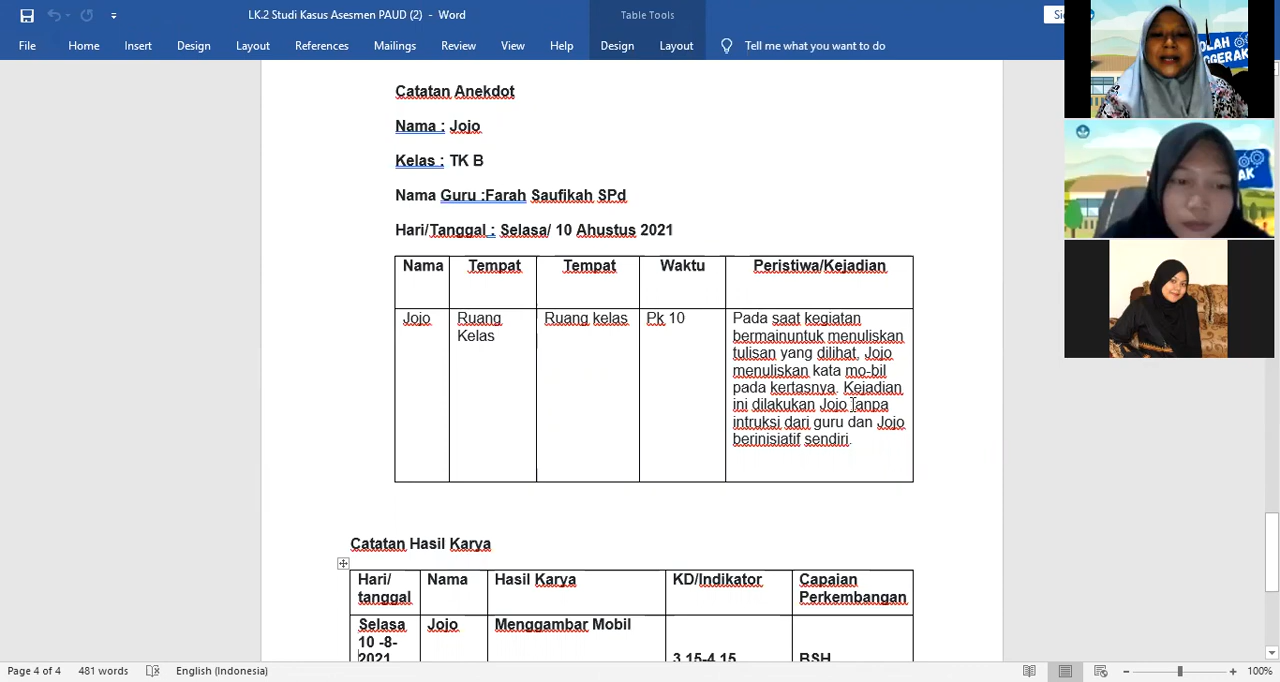 LK.2 Studi Kasus Asesmen PAUD (2) - Word
Table Tools
File Home Insert Design Layout References Mailings Review View Help Design Layout Tell me what you want to do
Catatan Anekdot
Nama : Jojo
Kelas : TK B
Nama Guru :Farah Saufikah SPd
Hari/Tanggal : Selasa/ 10 Ahustus 2021
Nama Tempat Tempat Waktu Peristiwa/Kejadian
Jojo Ruang Kelas Ruang kelas Pk 10 Pada saat kegiatan
bermainuntuk menuliskan
tulisan yang dilihat, Jojo
menuliskan kata mo-bil
pada kertasnya. Kejadian
ini dilakukan Jojo Tanpa
intruksi dari guru dan Jojo
berinisiatif sendiri.
Catatan Hasil Karya
Hari/ tanggal Nama Hasil Karya KD/Indikator Capaian Perkembangan
Selasa 10 -8- 2021 Jojo Menggambar Mobil 3.15-4.15 BSH
Page 4 of 4 481 words English (Indonesia) 100%